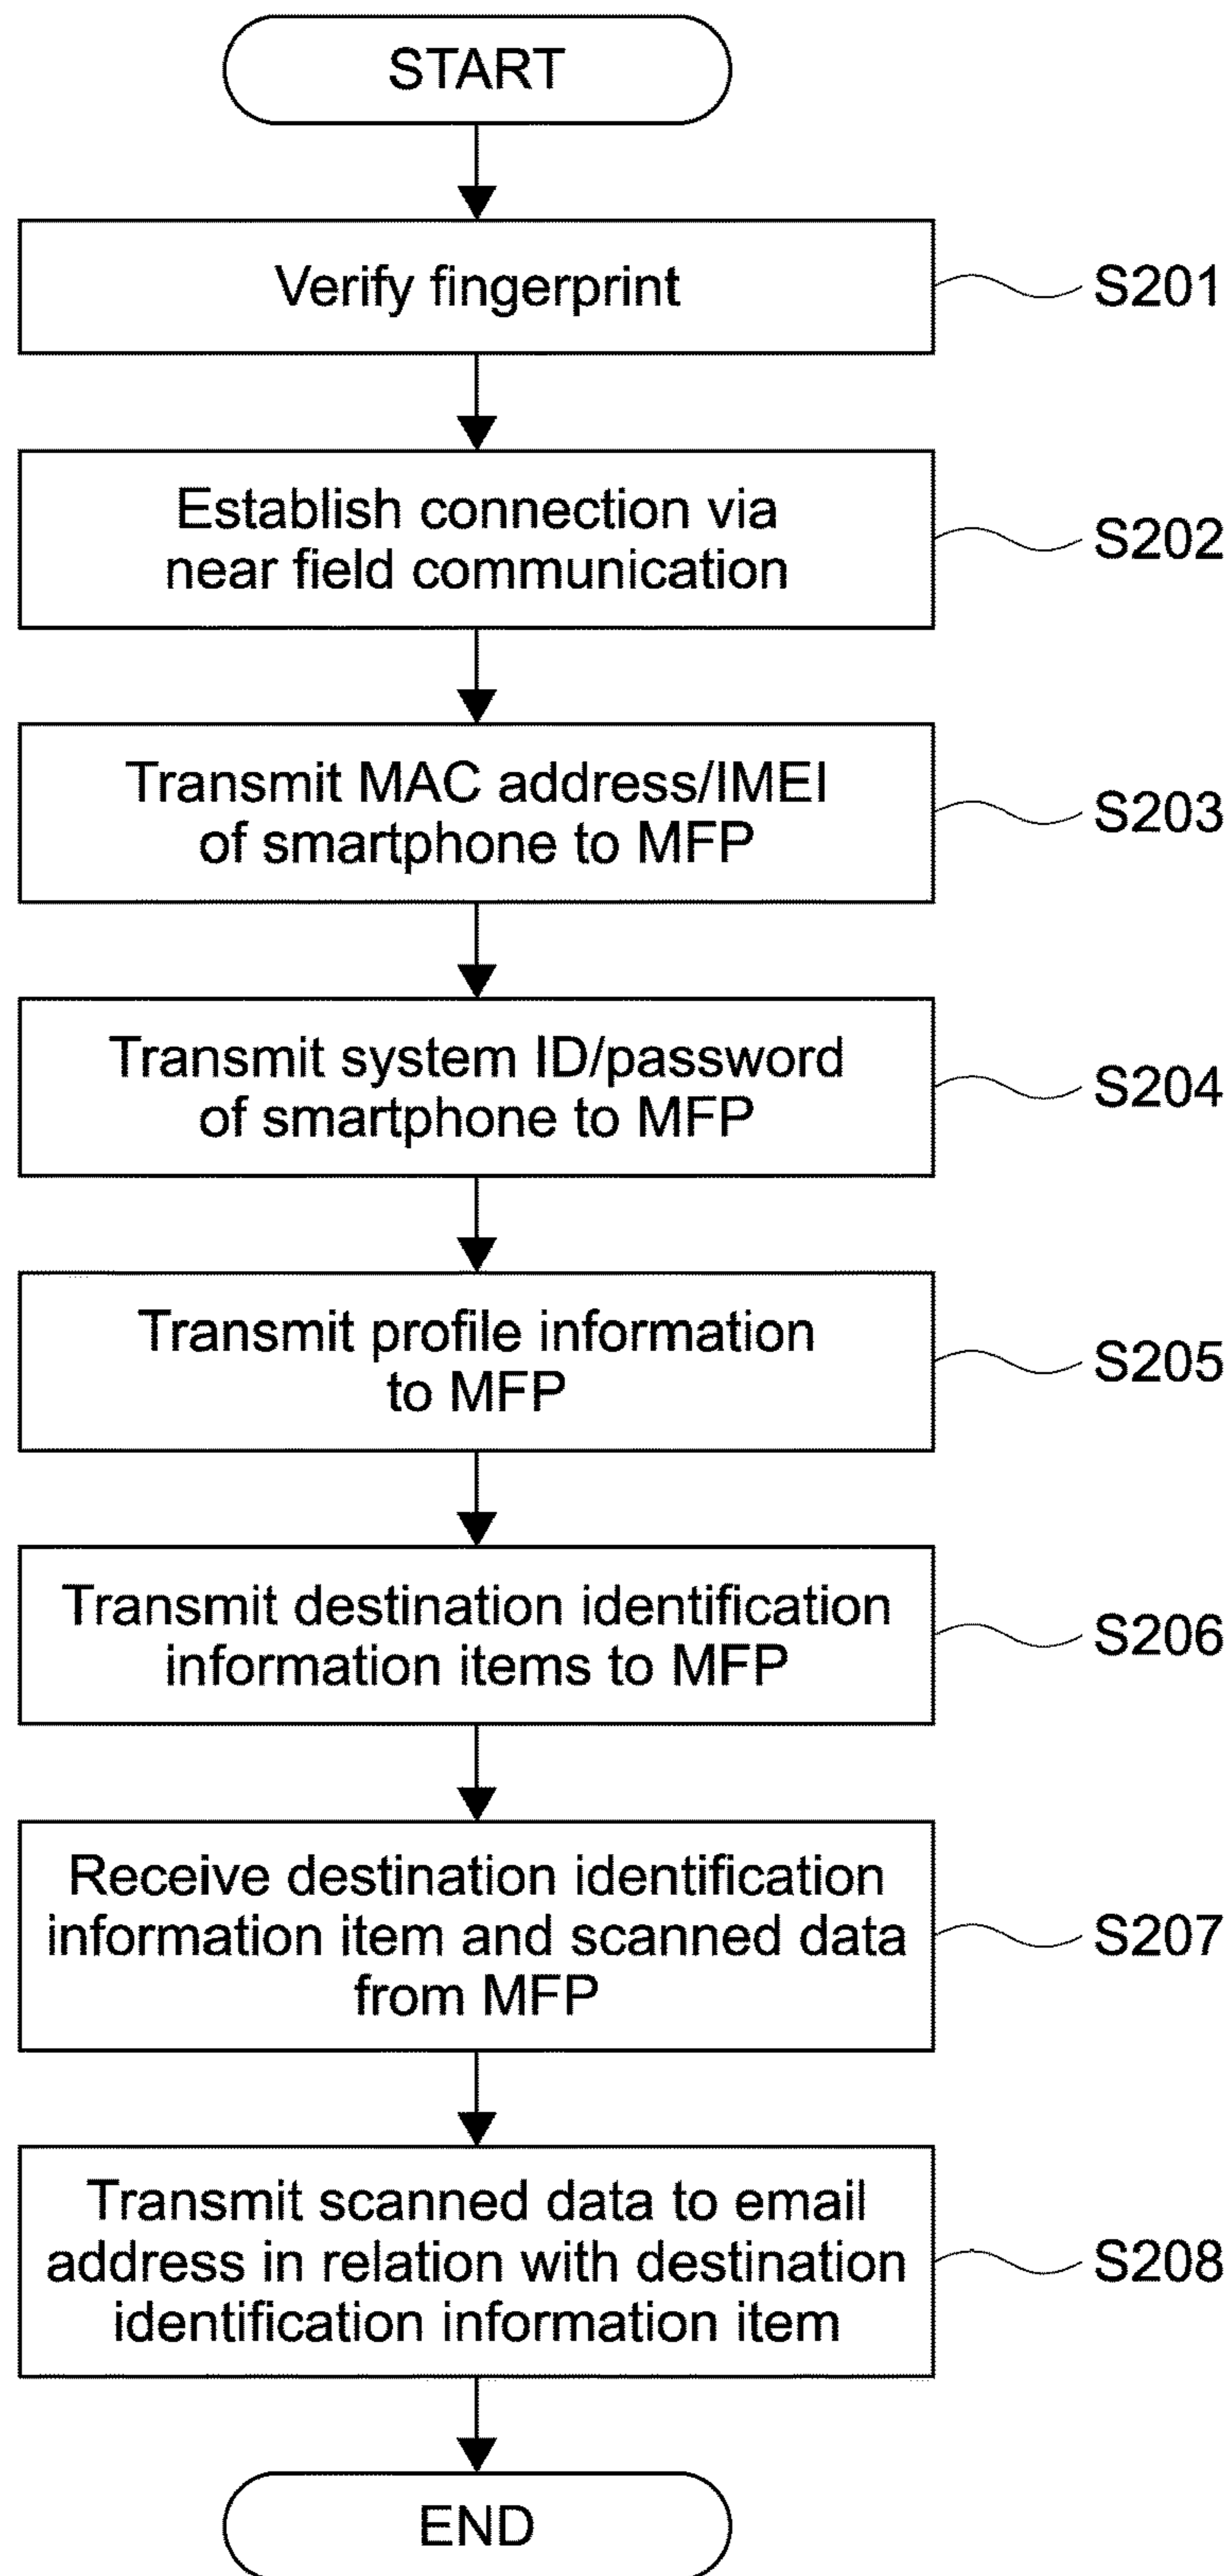 START
Verify fingerprint
S201
Establish connection via
near field communication
S202
Transmit MAC address/IMEI
of smartphone to MFP
S203
Transmit system ID/password
of smartphone to MFP
S204
Transmit profile information
to MFP
S205
Transmit destination identification
information items to MFP
S206
Receive destination identification
information item and scanned data
from MFP
S207
Transmit scanned data to email
address in relation with destination
identification information item
S208
END